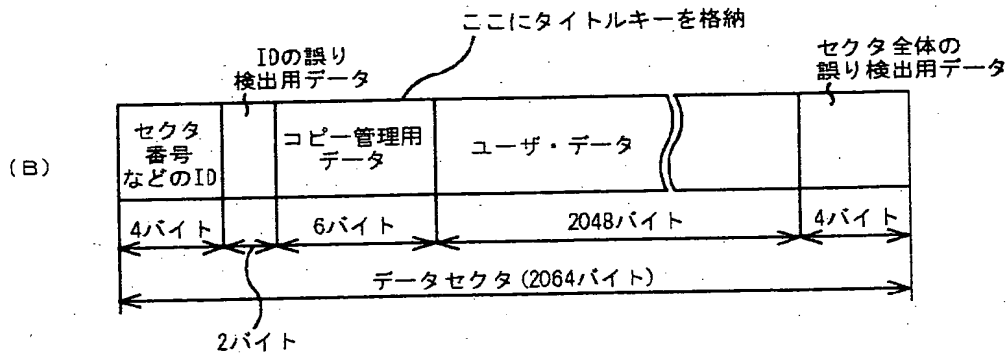 ここにタイトルキーを格納
IDの誤り
検出用データ
セクタ全体の
誤り検出用データ
(B)
セクタ
番号
などのID
コピー管理用
データ
ユーザ・データ
4バイト
6バイト
2048バイト
4バイト
データセクタ(2064バイト)
2バイト